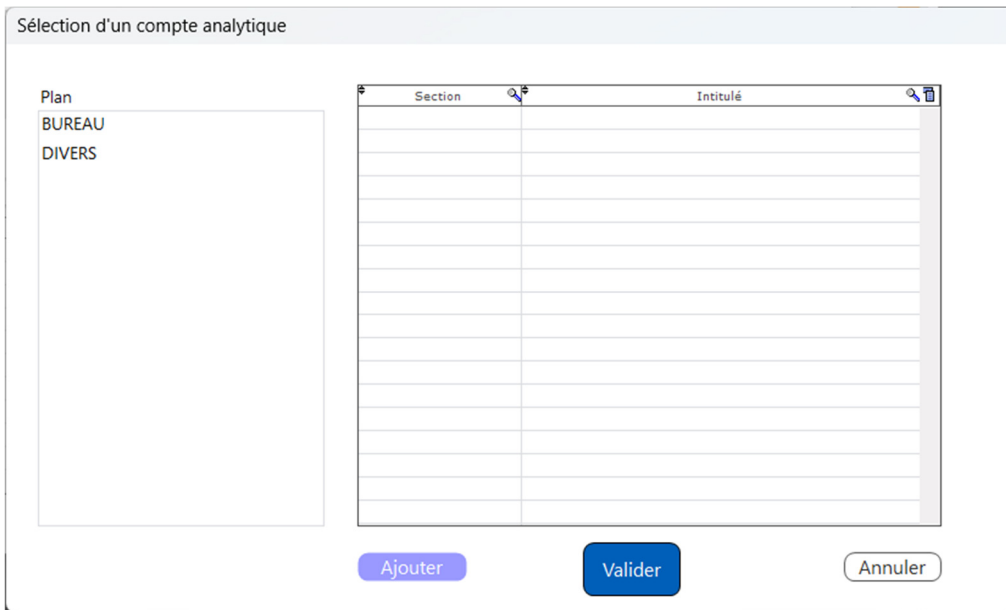 Sélection d'un compte analytique
Plan
BUREAU
DIVERS
Section Intitulé
Ajouter Valider Annuler